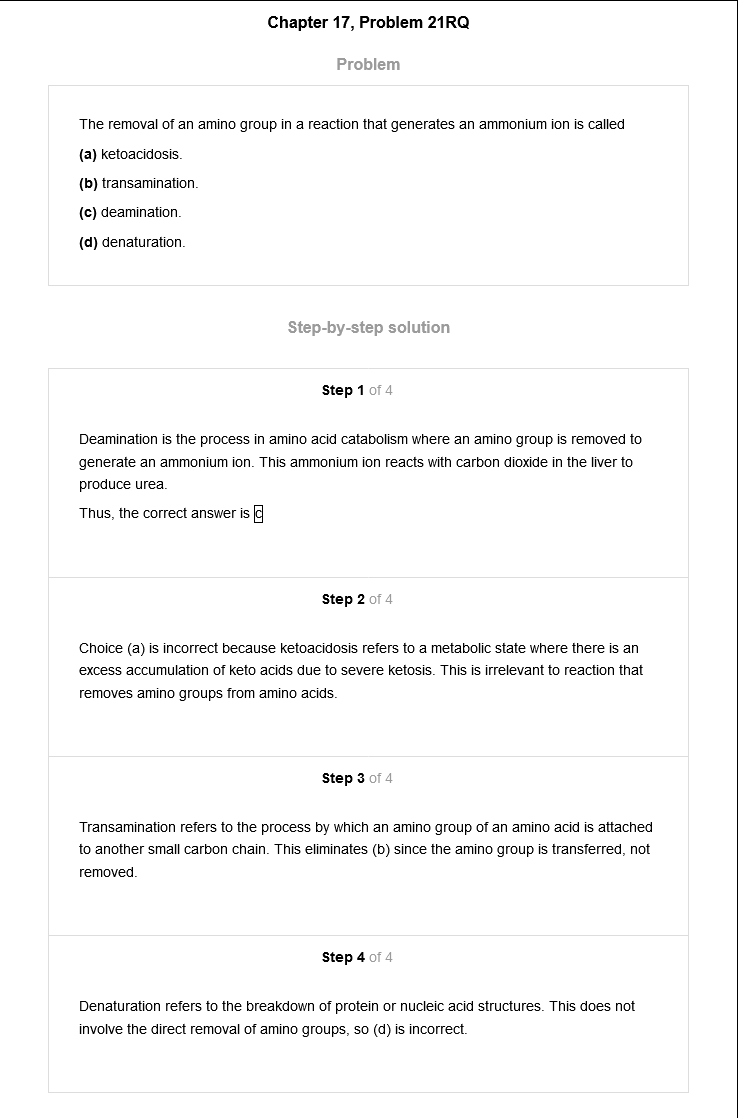 Chapter 17, Problem 21RQ
Problem
The removal of an amino group in a reaction that generates an ammonium ion is called
(a) ketoacidosis.
(b) transamination.
(c) deamination.
(d) denaturation.
Step-by-step solution
Step 1 of 4
Deamination is the process in amino acid catabolism where an amino group is removed to
generate an ammonium ion. This ammonium ion reacts with carbon dioxide in the liver to
produce urea.
Thus, the correct answer is c
Step 2 of 4
Choice (a) is incorrect because ketoacidosis refers to a metabolic state where there is an
excess accumulation of keto acids due to severe ketosis. This is irrelevant to reaction that
removes amino groups from amino acids.
Step 3 of 4
Transamination refers to the process by which an amino group of an amino acid is attached
to another small carbon chain. This eliminates (b) since the amino group is transferred, not
removed.
Step 4 of 4
Denaturation refers to the breakdown of protein or nucleic acid structures. This does not
involve the direct removal of amino groups, so (d) is incorrect.